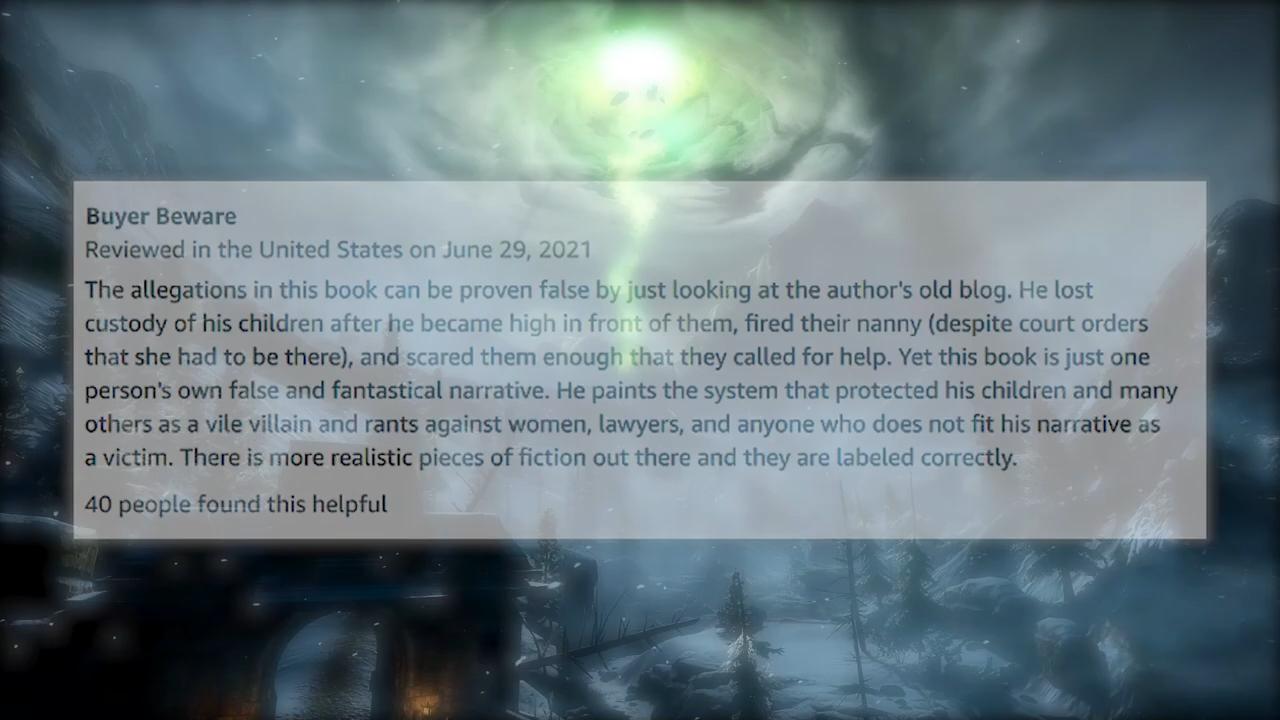 Buyer Beware
Reviewed in the United States on June 29, 2021
The allegations in this book can be proven false by just looking at the author's old blog. He lost
custody of his children after he became high in front of them, fired their nanny (despite court orders
that she had to be there), and scared them enough that they called for help. Yet this book is just one
person's own false and fantastical narrative. He paints the system that protected his children and many
others as a vile villain and rants against women, lawyers, and anyone who does not fit his narrative as
a victim. There is more realistic pieces of fiction out there and they are labeled correctly.
40 people found this helpful